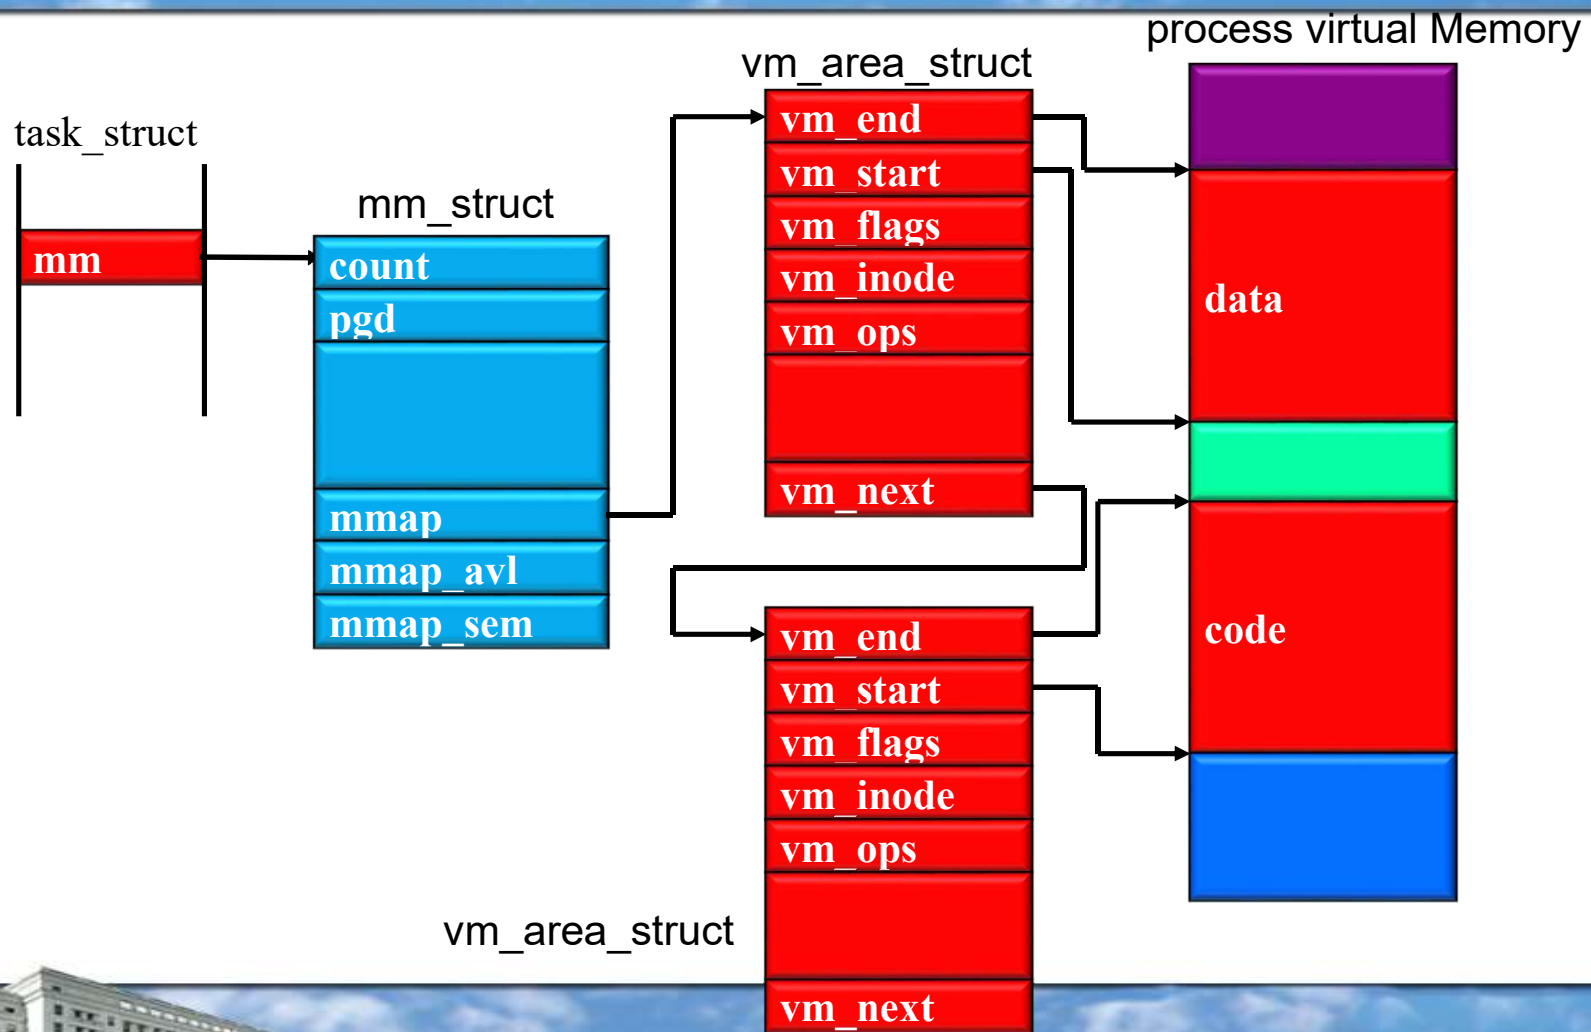 process virtual Memory
vm_area_struct
task_struct
mm
mm_struct
count
pgd
mmap
mmap_avl
mmap_sem
vm_end
vm_start
vm_flags
vm_inode
vm_ops
vm_next
vm_end
vm_start
vm_flags
vm_inode
vm_ops
vm_next
vm_area_struct
data
code